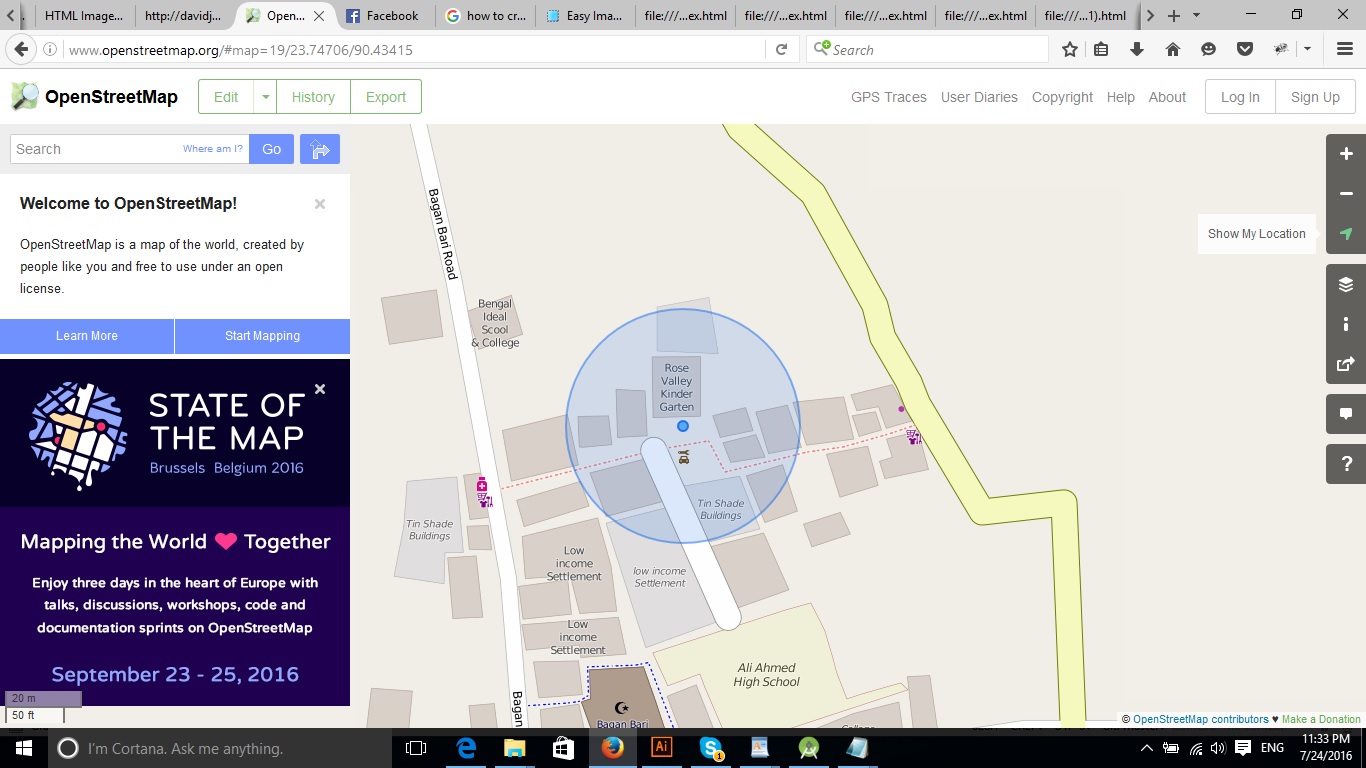 HTML Image...
http://davidj...
Open...
Facebook
how to cr...
Easy Ima...
file:///...ex.html
file:///...ex.html
file:///...ex.html
file:///...ex.html
file:///...1).html
www.openstreetmap.org/#map=19/23.74706/90.43415
Search
OpenStreetMap
Edit
History
Export
GPS Traces
User Diaries
Copyright
Help
About
Log In
Sign Up
Search
Where am I?
Go
Welcome to OpenStreetMap!
OpenStreetMap is a map of the world, created by
people like you and free to use under an open
license.
Learn More
Start Mapping
STATE OF
THE MAP
Brussels Belgium 2016
Mapping the World ♥ Together
Enjoy three days in the heart of Europe with
talks, discussions, workshops, code and
documentation sprints on OpenStreetMap
September 23 - 25, 2016
20 m
50 ft
Bagan Bari Road
Bengal
Ideal
Scool
& College
Rose
Valley
Kinder
Garten
Show My Location
Tin Shade
Buildings
Tin Shade
Buildings
Low
income
Settlement
low income
Settlement
Low
income
Settlement
Ali Ahmed
High School
Bagan
Bagan Bari
© OpenStreetMap contributors ♥ Make a Donation
I'm Cortana. Ask me anything.
Ai
1
ENG
11:33 PM
7/24/2016